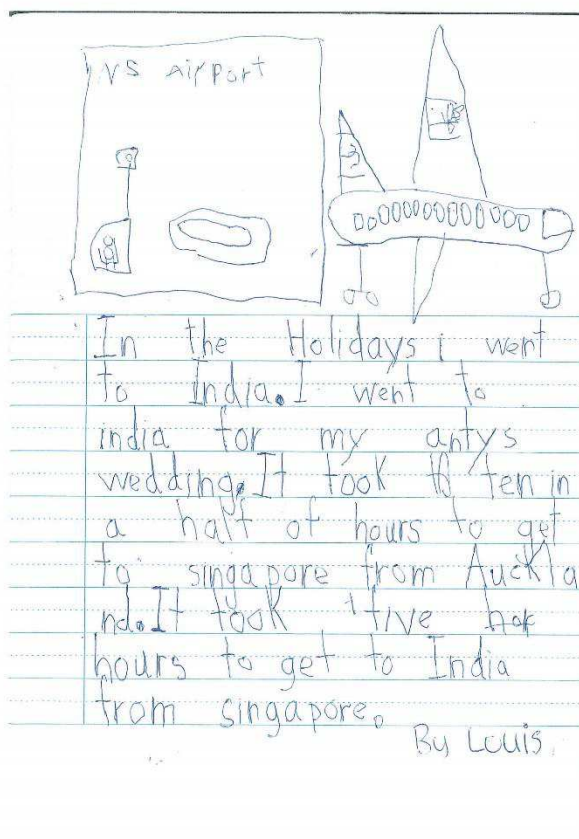 VS AirPort
VS
In the Holidays i went
to India. I went to
india for my antys
wedding. It took ten in
a half of hours to get
to singapore from Auckla
nd. It took five
hours to get to India
from singapore.
By Louis.